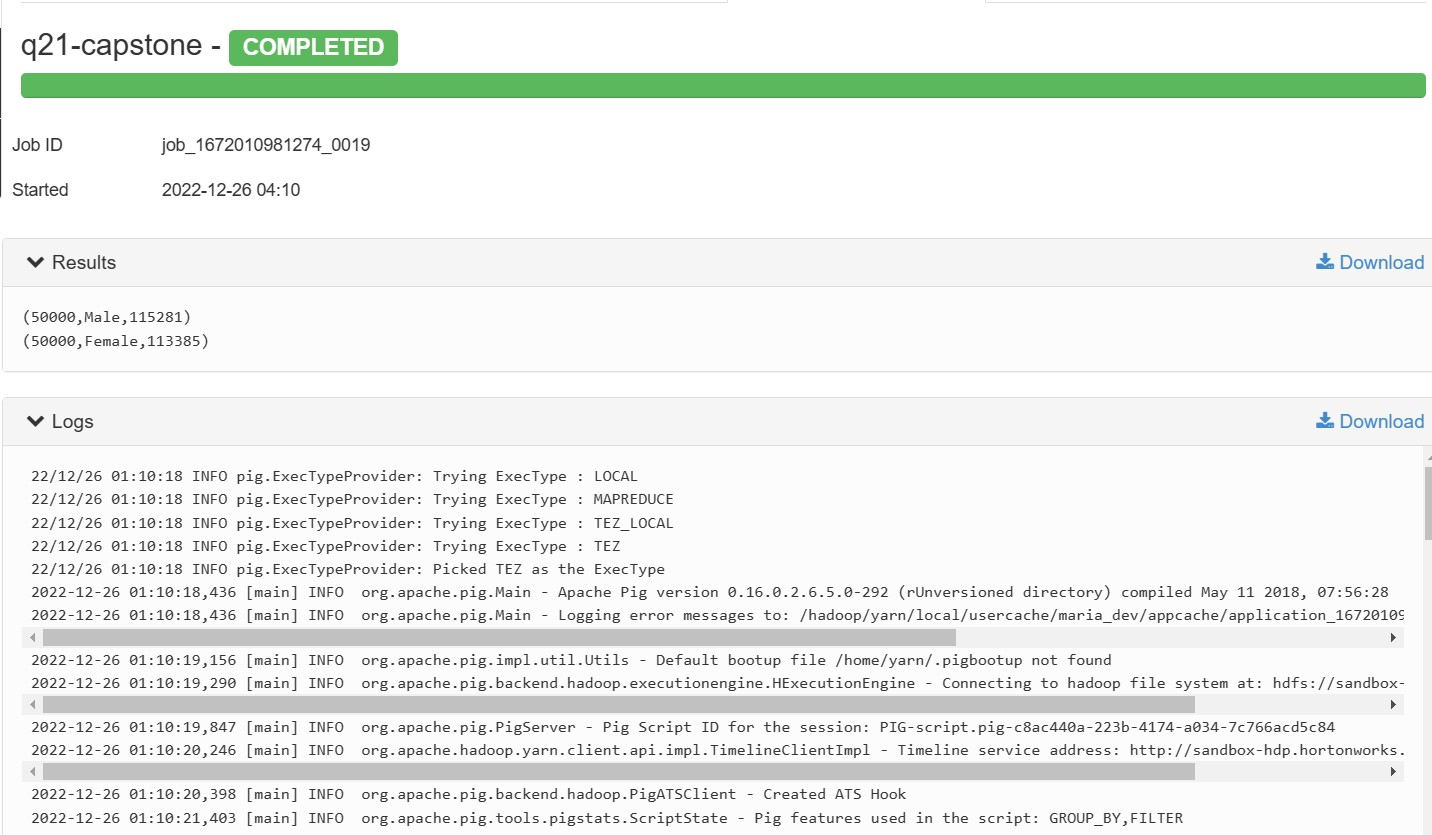 q21-capstone - COMPLETED
Job ID job_1672010981274_0019
Started 2022-12-26 04:10
Results Download
(50000,Male,115281)
(50000,Female,113385)
Logs Download
22/12/26 01:10:18 INFO pig.ExecTypeProvider: Trying ExecType : LOCAL
22/12/26 01:10:18 INFO pig.ExecTypeProvider: Trying ExecType : MAPREDUCE
22/12/26 01:10:18 INFO pig.ExecTypeProvider: Trying ExecType : TEZ_LOCAL
22/12/26 01:10:18 INFO pig.ExecTypeProvider: Trying ExecType : TEZ
22/12/26 01:10:18 INFO pig.ExecTypeProvider: Picked TEZ as the ExecType
2022-12-26 01:10:18,436 [main] INFO  org.apache.pig.Main - Apache Pig version 0.16.0.2.6.5.0-292 (rUnversioned directory) compiled May 11 2018, 07:56:28
2022-12-26 01:10:18,436 [main] INFO  org.apache.pig.Main - Logging error messages to: /hadoop/yarn/local/usercache/maria_dev/appcache/application_16720109
2022-12-26 01:10:19,156 [main] INFO  org.apache.pig.impl.util.Utils - Default bootup file /home/yarn/.pigbootup not found
2022-12-26 01:10:19,290 [main] INFO  org.apache.pig.backend.hadoop.executionengine.HExecutionEngine - Connecting to hadoop file system at: hdfs://sandbox-
2022-12-26 01:10:19,847 [main] INFO  org.apache.pig.PigServer - Pig Script ID for the session: PIG-script.pig-c8ac440a-223b-4174-a034-7c766acd5c84
2022-12-26 01:10:20,246 [main] INFO  org.apache.hadoop.yarn.client.api.impl.TimelineClientImpl - Timeline service address: http://sandbox-hdp.hortonworks.
2022-12-26 01:10:20,398 [main] INFO  org.apache.pig.backend.hadoop.PigATSClient - Created ATS Hook
2022-12-26 01:10:21,403 [main] INFO  org.apache.pig.tools.pigstats.ScriptState - Pig features used in the script: GROUP_BY,FILTER